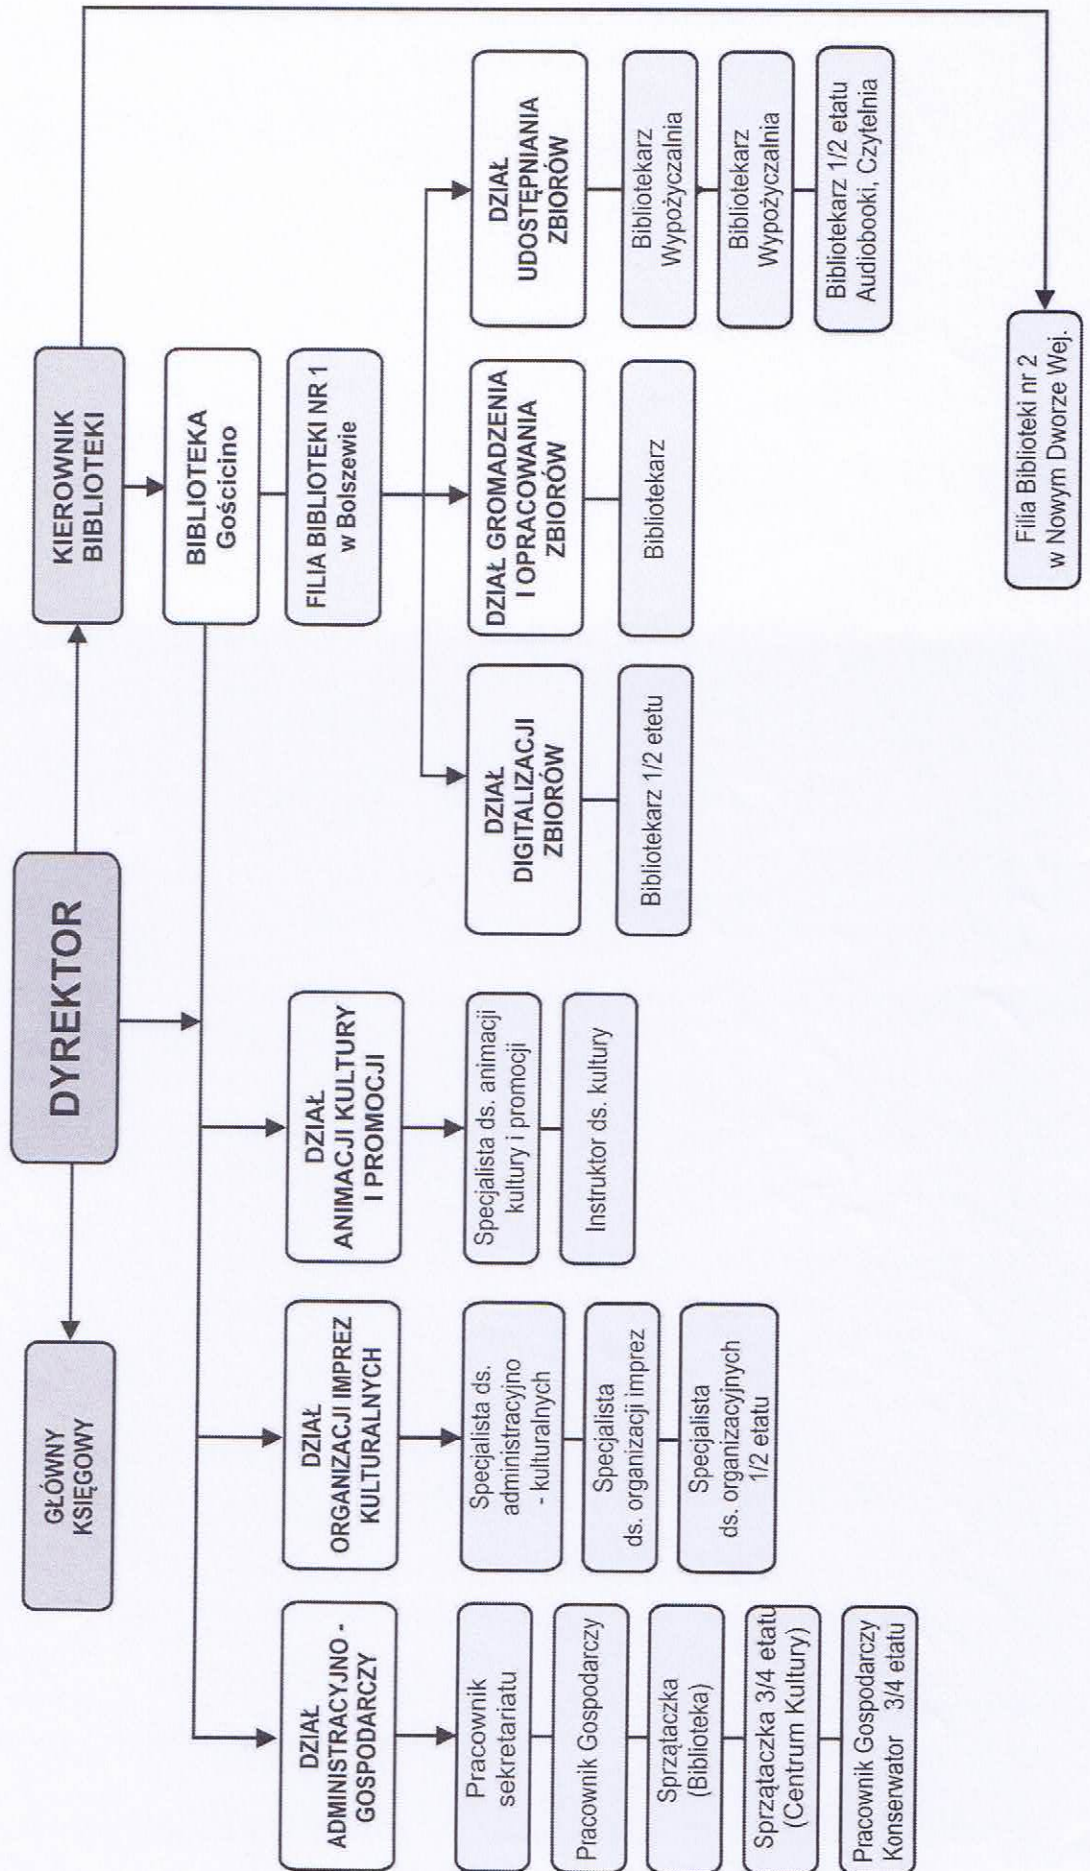 DYREKTOR
GŁÓWNY
KSIĘGOWY
KIEROWNIK
BIBLIOTEKI
BIBLIOTEKA
Gościcino
FILIA BIBLIOTEKI NR 1
w Bolszewie
DZIAŁ
ADMINISTRACYJNO -
GOSPODARCZY
Pracownik
sekretariatu
Pracownik Gospodarczy
Sprzątaczka
(Biblioteka)
Sprzątaczka 3/4 etatu
(Centrum Kultury)
Pracownik Gospodarczy
Konserwator 3/4 etatu
DZIAŁ
ORGANIZACJI IMPREZ
KULTURALNYCH
Specjalista ds.
administracyjno
- kulturalnych
Specjalista
ds. organizacji imprez
Specjalista
ds. organizacyjnych
1/2 etatu
DZIAŁ
ANIMACJI KULTURY
I PROMOCJI
Specjalista ds. animacji
kultury i promocji
Instruktor ds. kultury
DZIAŁ
DIGITALIZACJI
ZBIORÓW
Bibliotekarz 1/2 etetu
DZIAŁ GROMADZENIA
I OPRACOWANIA
ZBIORÓW
Bibliotekarz
DZIAŁ
UDOSTĘPNIANIA
ZBIORÓW
Bibliotekarz
Wypożyczalnia
Bibliotekarz
Wypożyczalnia
Bibliotekarz 1/2 etatu
Audiobooki, Czytelnia
Filia Biblioteki nr 2
w Nowym Dworze Wej.